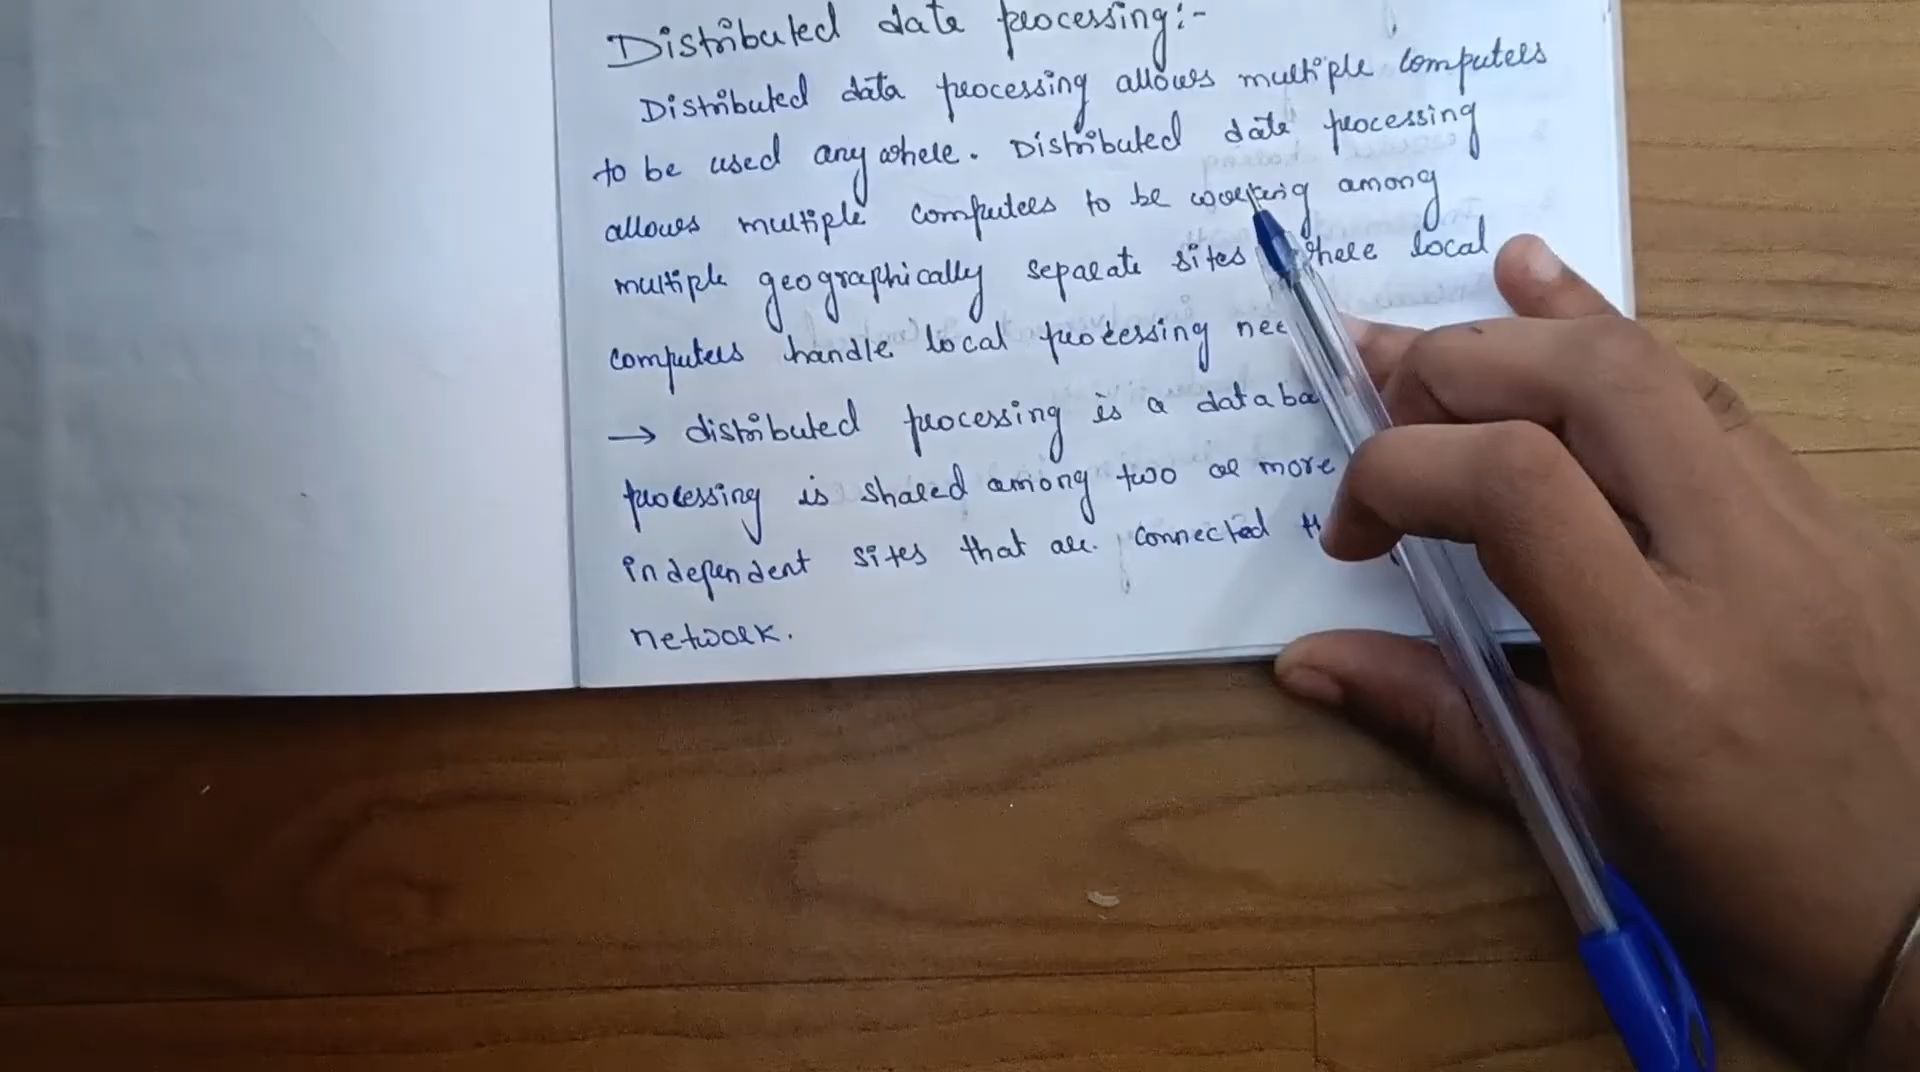 Distributed data processing:-
Distributed data processing allows multiple computers
to be used anywhere. Distributed data processing
allows multiple computers to be working among
multiple geographically separate sites where local
computers handle local processing
→ distributed processing is a
processing is shared among two or more
independent sites that are connected
network.